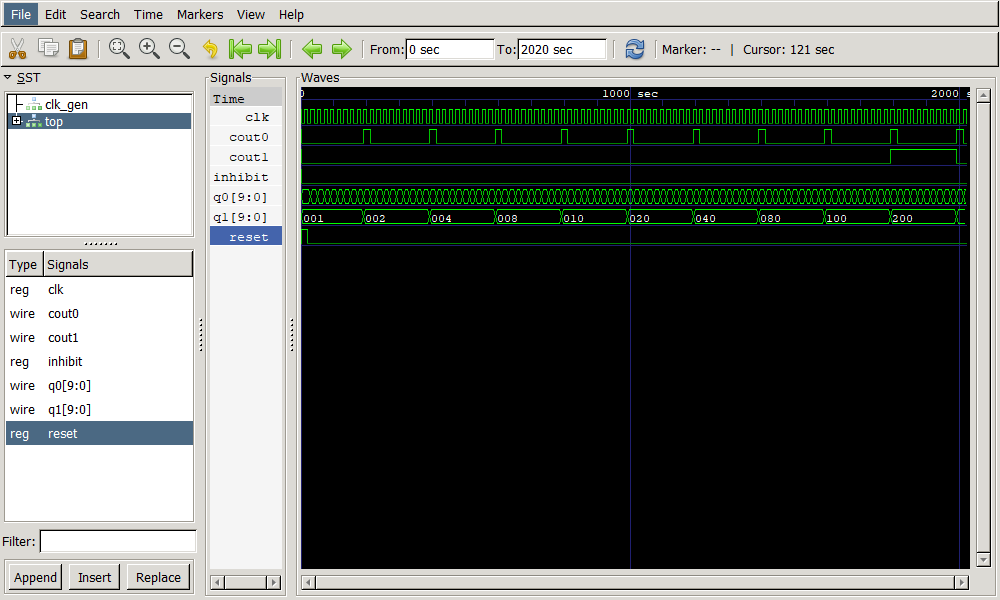 File Edit Search Time Markers View Help
From: 0 sec To: 2020 sec Marker: -- | Cursor: 121 sec
SST
clk_gen
top
Type Signals
reg clk
wire cout0
wire cout1
reg inhibit
wire q0[9:0]
wire q1[9:0]
reg reset
Filter:
Append Insert Replace
Signals
Time
clk
cout0
cout1
inhibit
q0[9:0]
q1[9:0]
reset
Waves
0 1000 sec 2000 s
001 002 004 008 010 020 040 080 100 200